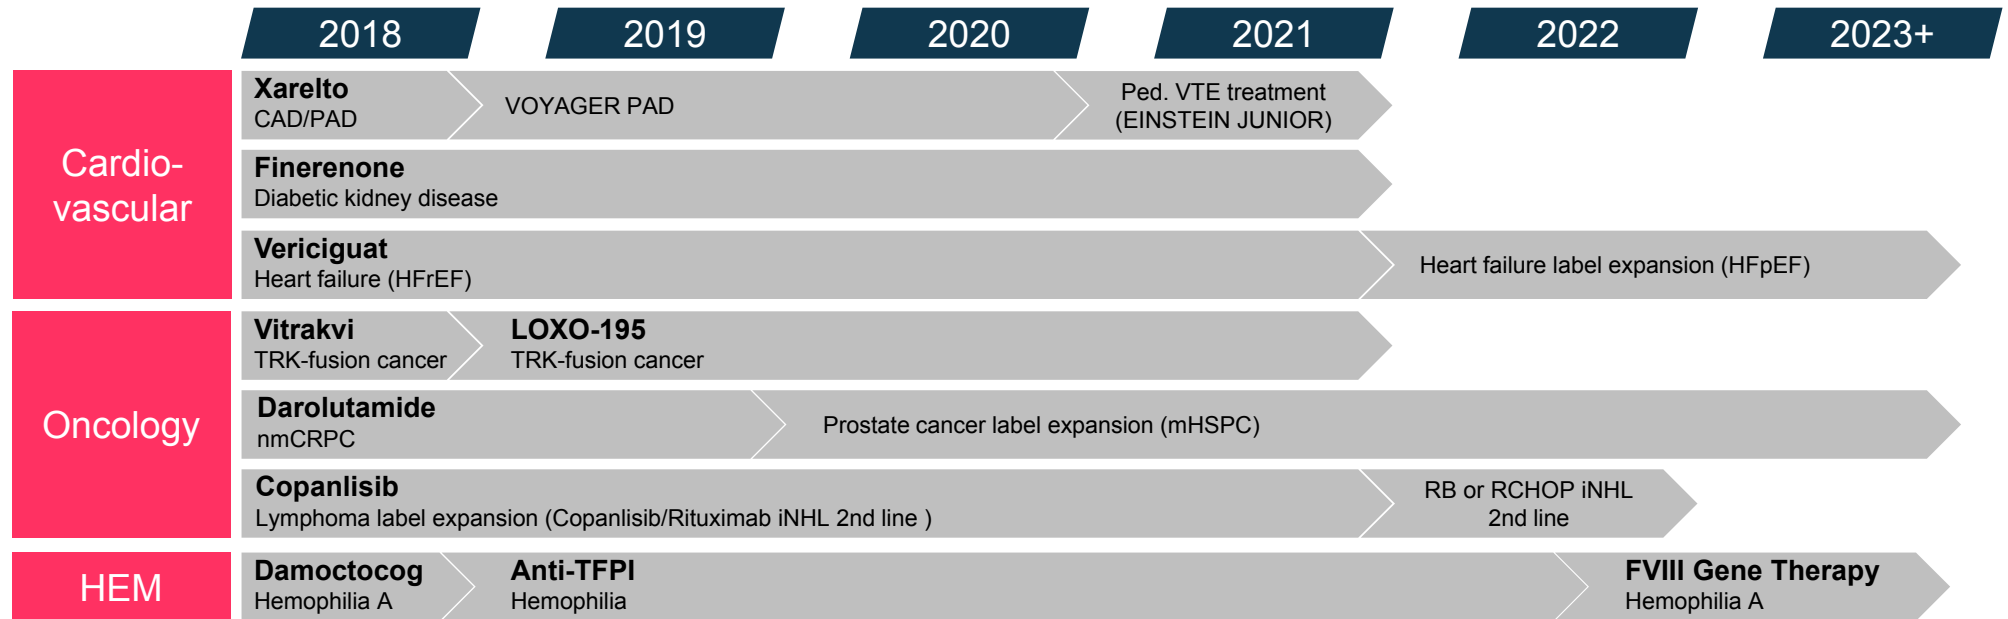 2018 2019 2020 2021 2022 2023+
Cardio-
vascular
Xarelto
CAD/PAD
VOYAGER PAD
Ped. VTE treatment
(EINSTEIN JUNIOR)
Finerenone
Diabetic kidney disease
Vericiguat
Heart failure (HFrEF)
Heart failure label expansion (HFpEF)
Oncology
Vitrakvi
TRK-fusion cancer
LOXO-195
TRK-fusion cancer
Darolutamide
nmCRPC
Prostate cancer label expansion (mHSPC)
Copanlisib
Lymphoma label expansion (Copanlisib/Rituximab iNHL 2nd line )
RB or RCHOP iNHL
2nd line
HEM
Damoctocog
Hemophilia A
Anti-TFPI
Hemophilia
FVIII Gene Therapy
Hemophilia A